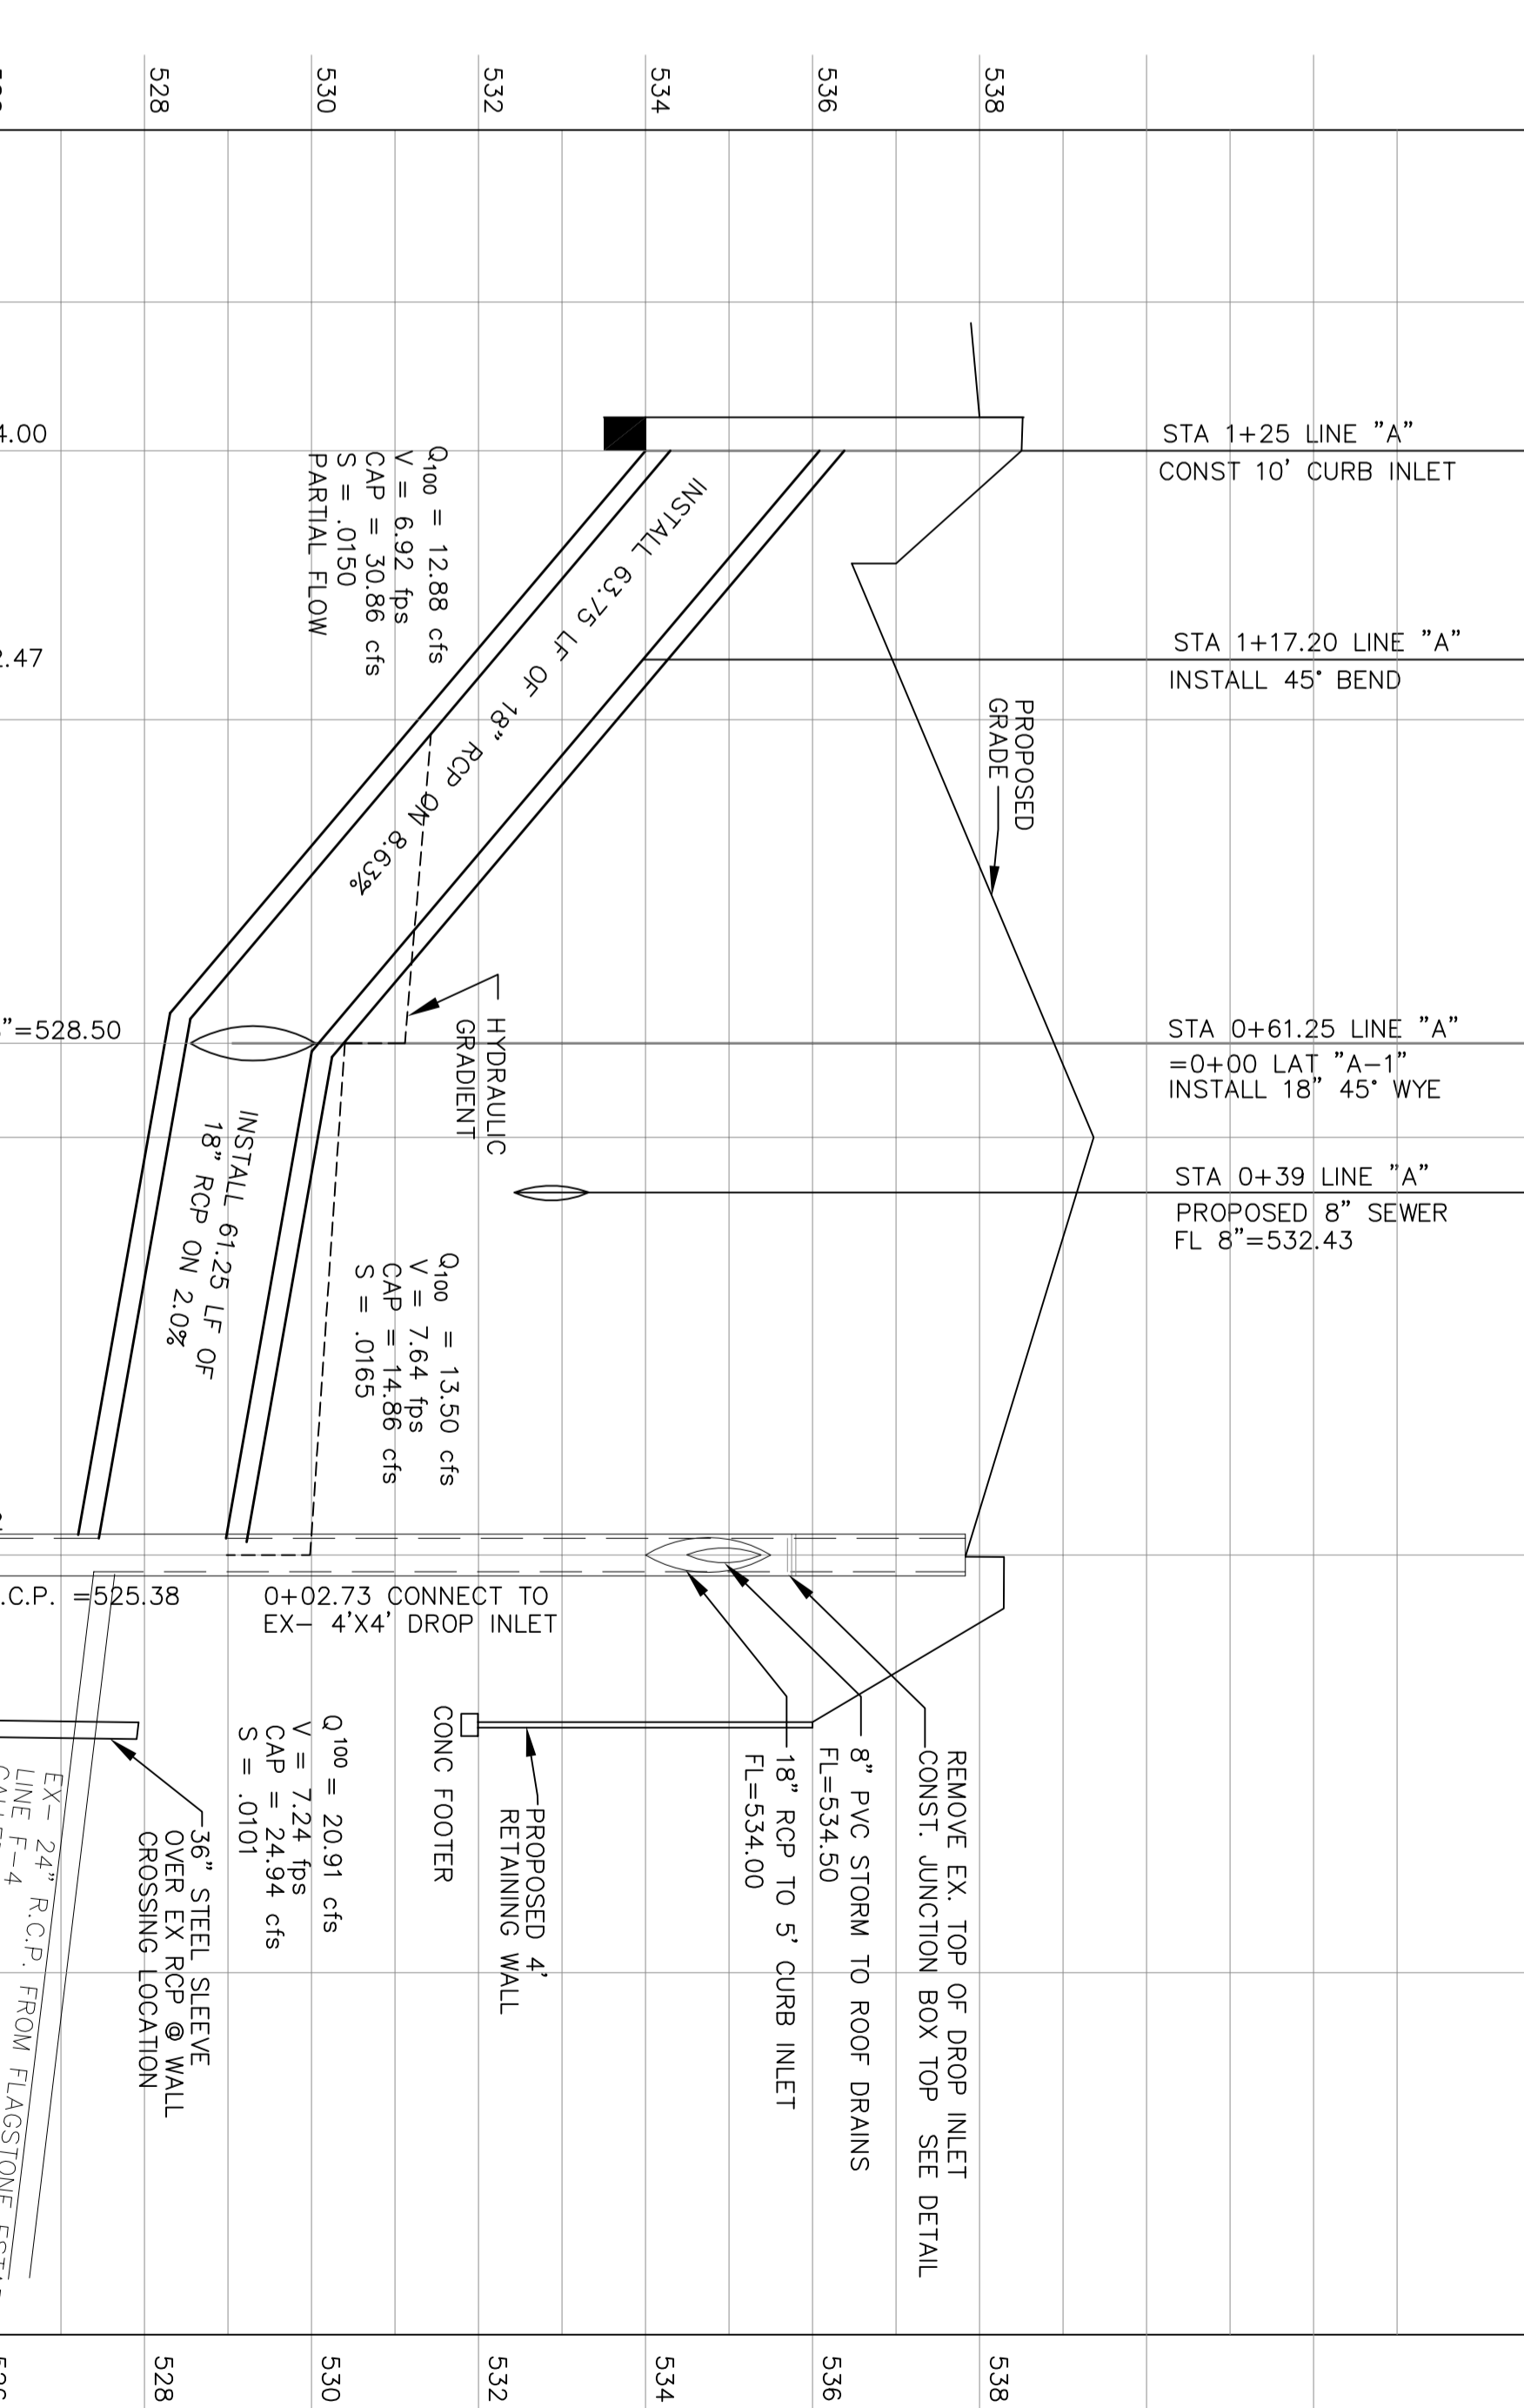 528
530
532
534
536
538
STA 1+25 LINE "A"
CONST 10' CURB INLET
4.00
Q100 = 12.88 cfs
V = 6.92 fps
CAP = 30.86 cfs
S = .0150
PARTIAL FLOW
INSTALL 63.75 LF OF 18" RCP ON 8.63%
STA 1+17.20 LINE "A"
INSTALL 45° BEND
2.47
PROPOSED
GRADE
HYDRAULIC
GRADIENT
"=528.50
STA 0+61.25 LINE "A"
=0+00 LAT "A-1"
INSTALL 18" 45° WYE
STA 0+39 LINE "A"
PROPOSED 8" SEWER
FL 8"=532.43
INSTALL 61.25 LF OF
18" RCP ON 2.0%
Q100 = 13.50 cfs
V = 7.64 fps
CAP = 14.86 cfs
S = .0165
.C.P. =525.38
0+02.73 CONNECT TO
EX- 4'X4' DROP INLET
REMOVE EX. TOP OF DROP INLET
CONST. JUNCTION BOX TOP SEE DETAIL
8" PVC STORM TO ROOF DRAINS
FL=534.50
18" RCP TO 5' CURB INLET
FL=534.00
PROPOSED 4'
RETAINING WALL
CONC FOOTER
Q100 = 20.91 cfs
V = 7.24 fps
CAP = 24.94 cfs
S = .0101
36" STEEL SLEEVE
OVER EX RCP @ WALL
CROSSING LOCATION
EX- 24" R.C.P. FROM FLAGSTONE
LINE F-4
528
530
532
534
536
538